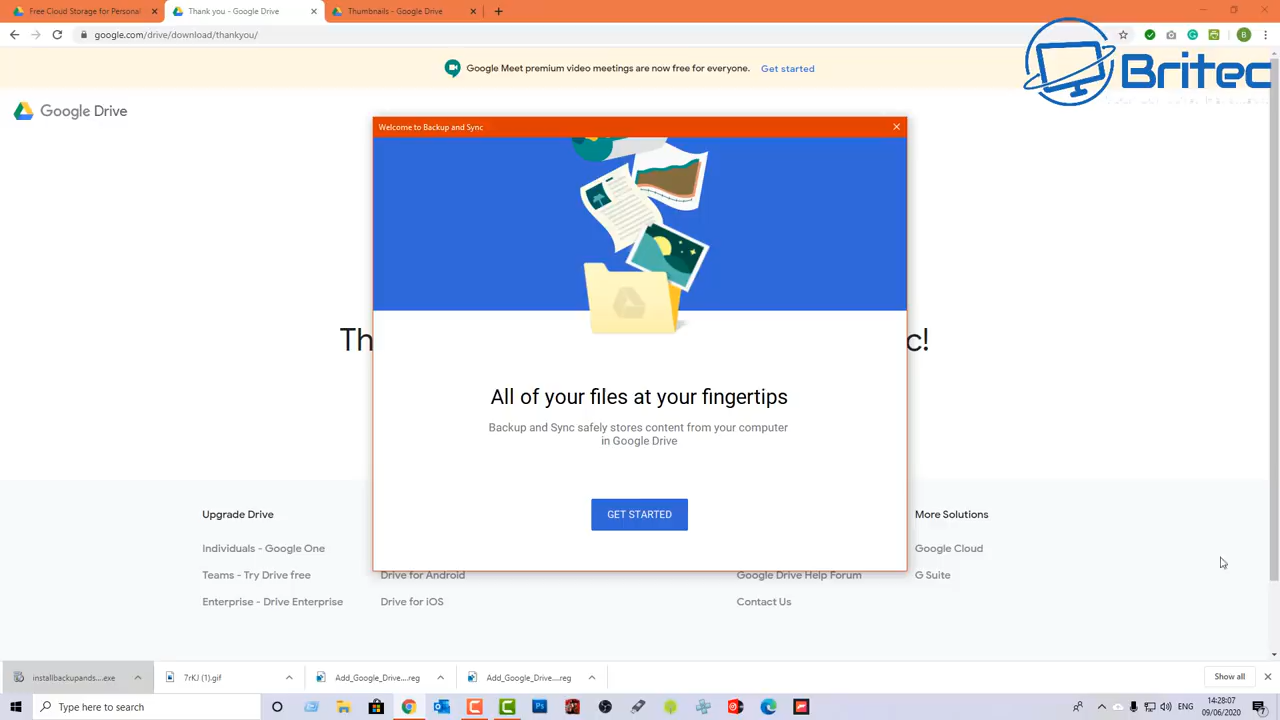 Free Cloud Storage for Personal
Thank you - Google Drive
Thumbnails - Google Drive
google.com/drive/download/thankyou/
B
Google Meet premium video meetings are now free for everyone. Get started
Britec
Google Drive
Welcome to Backup and Sync
Th
c!
All of your files at your fingertips
Backup and Sync safely stores content from your computer
in Google Drive
GET STARTED
Upgrade Drive
More Solutions
Individuals - Google One
Google Cloud
Teams - Try Drive free
Drive for Android
Google Drive Help Forum
G Suite
Enterprise - Drive Enterprise
Drive for iOS
Contact Us
installbackupands....exe
7rKJ (1).gif
Add_Google_Drive....reg
Add_Google_Drive....reg
Show all
Type here to search
ENG
14:28:07
09/06/2020